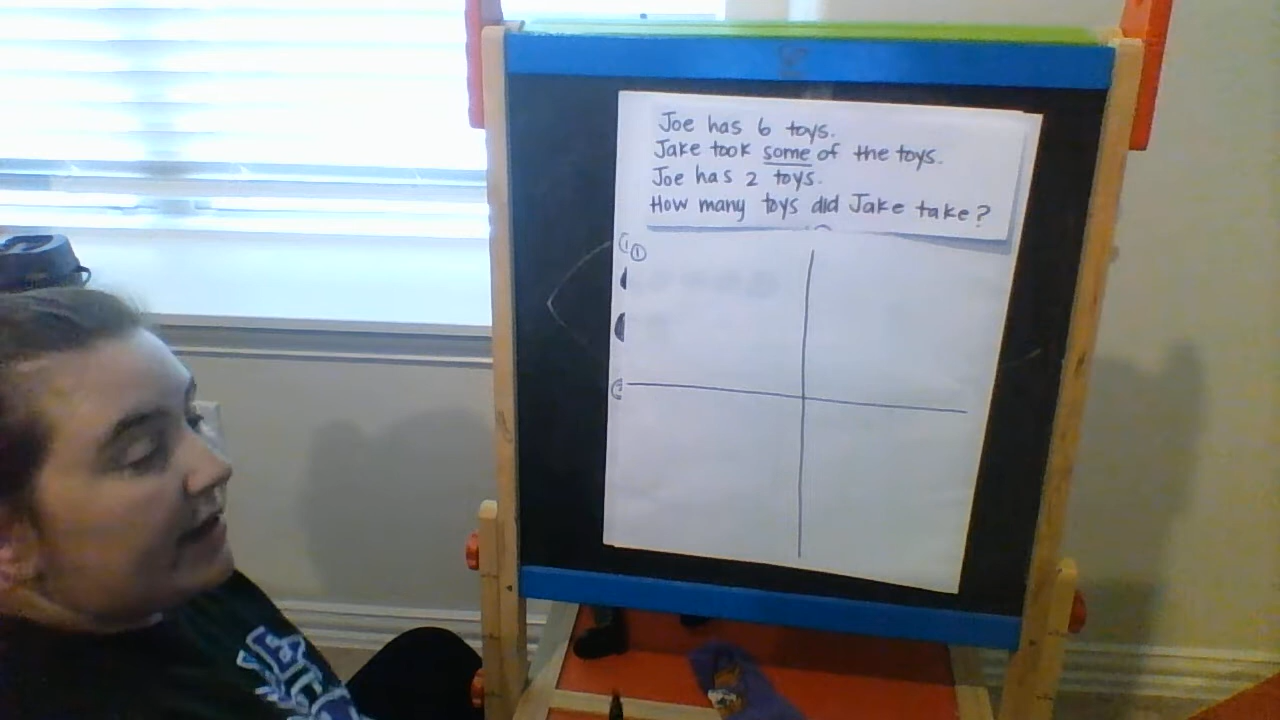 Joe has 6 toys.
Jake took some of the toys.
Joe has 2 toys.
How many toys did Jake take?
①
①